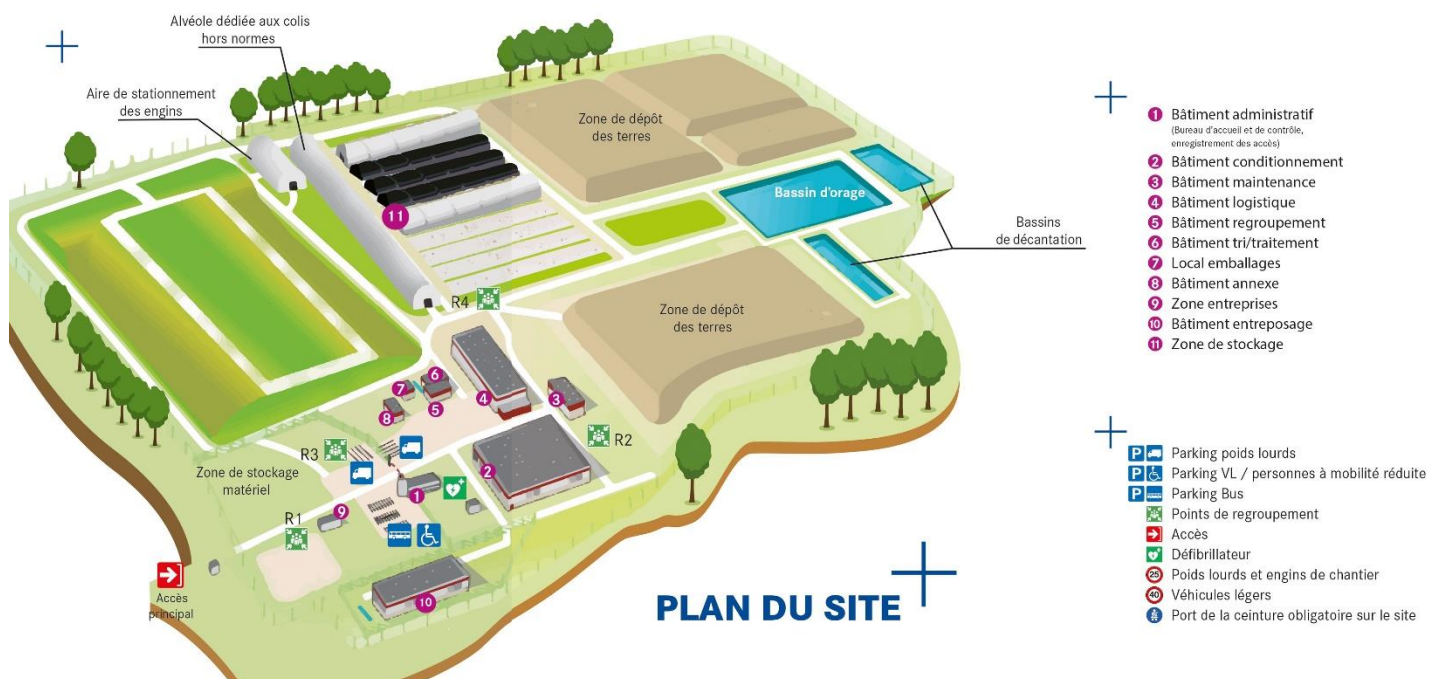 Alvéole dédiée aux colis
hors normes
Aire de stationnement
des engins
Zone de dépôt
des terres
Bassin d'orage
Bassins
de décantation
11
R4
Zone de dépôt
des terres
6
7
5
8
4
3
R2
R3
2
Zone de stockage
matériel
1
9
R1
10
Accès
principal
PLAN DU SITE
1 Bâtiment administratif
(Bureau d'accueil et de contrôle,
enregistrement des accès)
2 Bâtiment conditionnement
3 Bâtiment maintenance
4 Bâtiment logistique
5 Bâtiment regroupement
6 Bâtiment tri/traitement
7 Local emballages
8 Bâtiment annexe
9 Zone entreprises
10 Bâtiment entreposage
11 Zone de stockage
P Parking poids lourds
P Parking VL / personnes à mobilité réduite
P Parking Bus
Points de regroupement
Accès
Défibrillateur
25 Poids lourds et engins de chantier
40 Véhicules légers
Port de la ceinture obligatoire sur le site